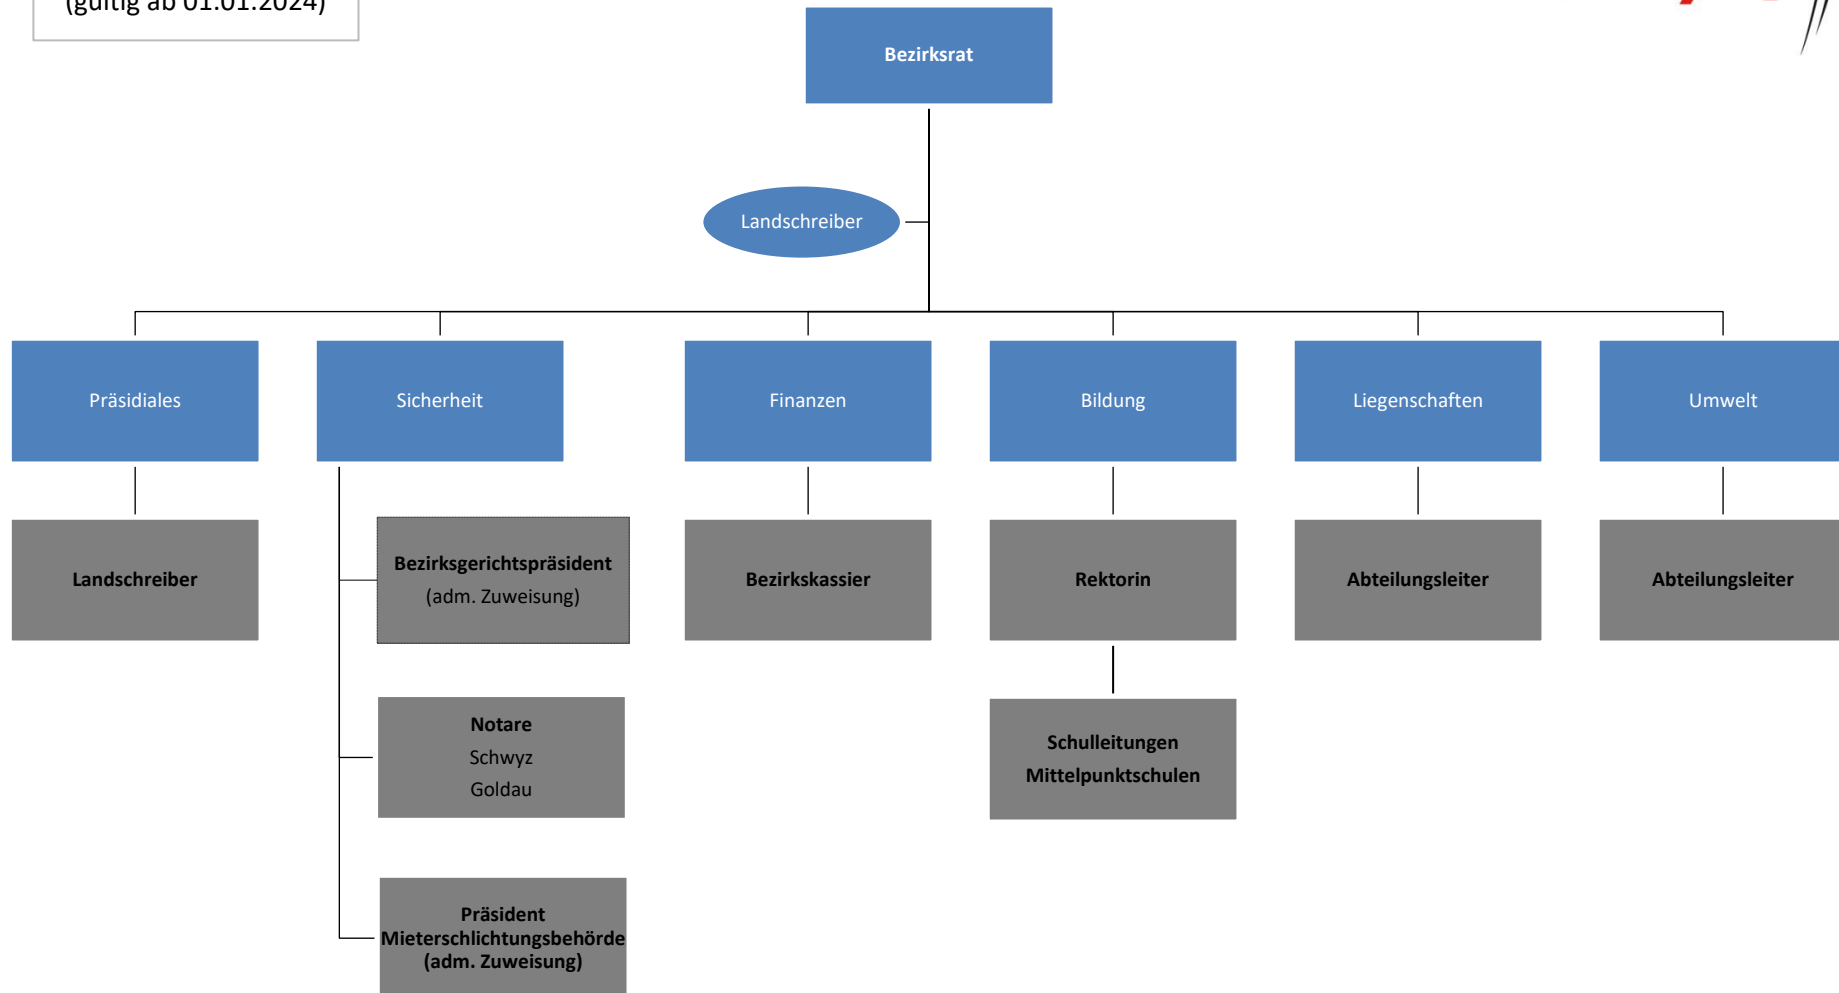 (gültig ab 01.01.2024)
Bezirksrat
Landschreiber
Präsidiales
Sicherheit
Finanzen
Bildung
Liegenschaften
Umwelt
Landschreiber
Bezirksgerichtspräsident
(adm. Zuweisung)
Bezirkskassier
Rektorin
Abteilungsleiter
Abteilungsleiter
Notare
Schwyz
Goldau
Schulleitungen
Mittelpunktschulen
Präsident
Mieterschlichtungsbehörde
(adm. Zuweisung)